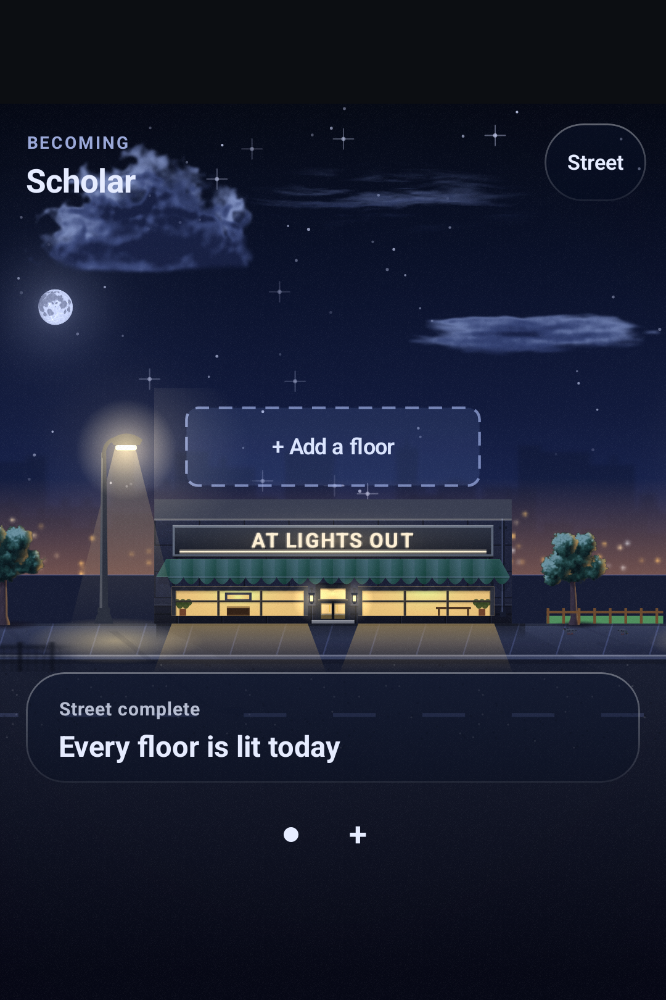 BECOMING
Scholar
Street
+ Add a floor
AT LIGHTS OUT
Street complete
Every floor is lit today
+